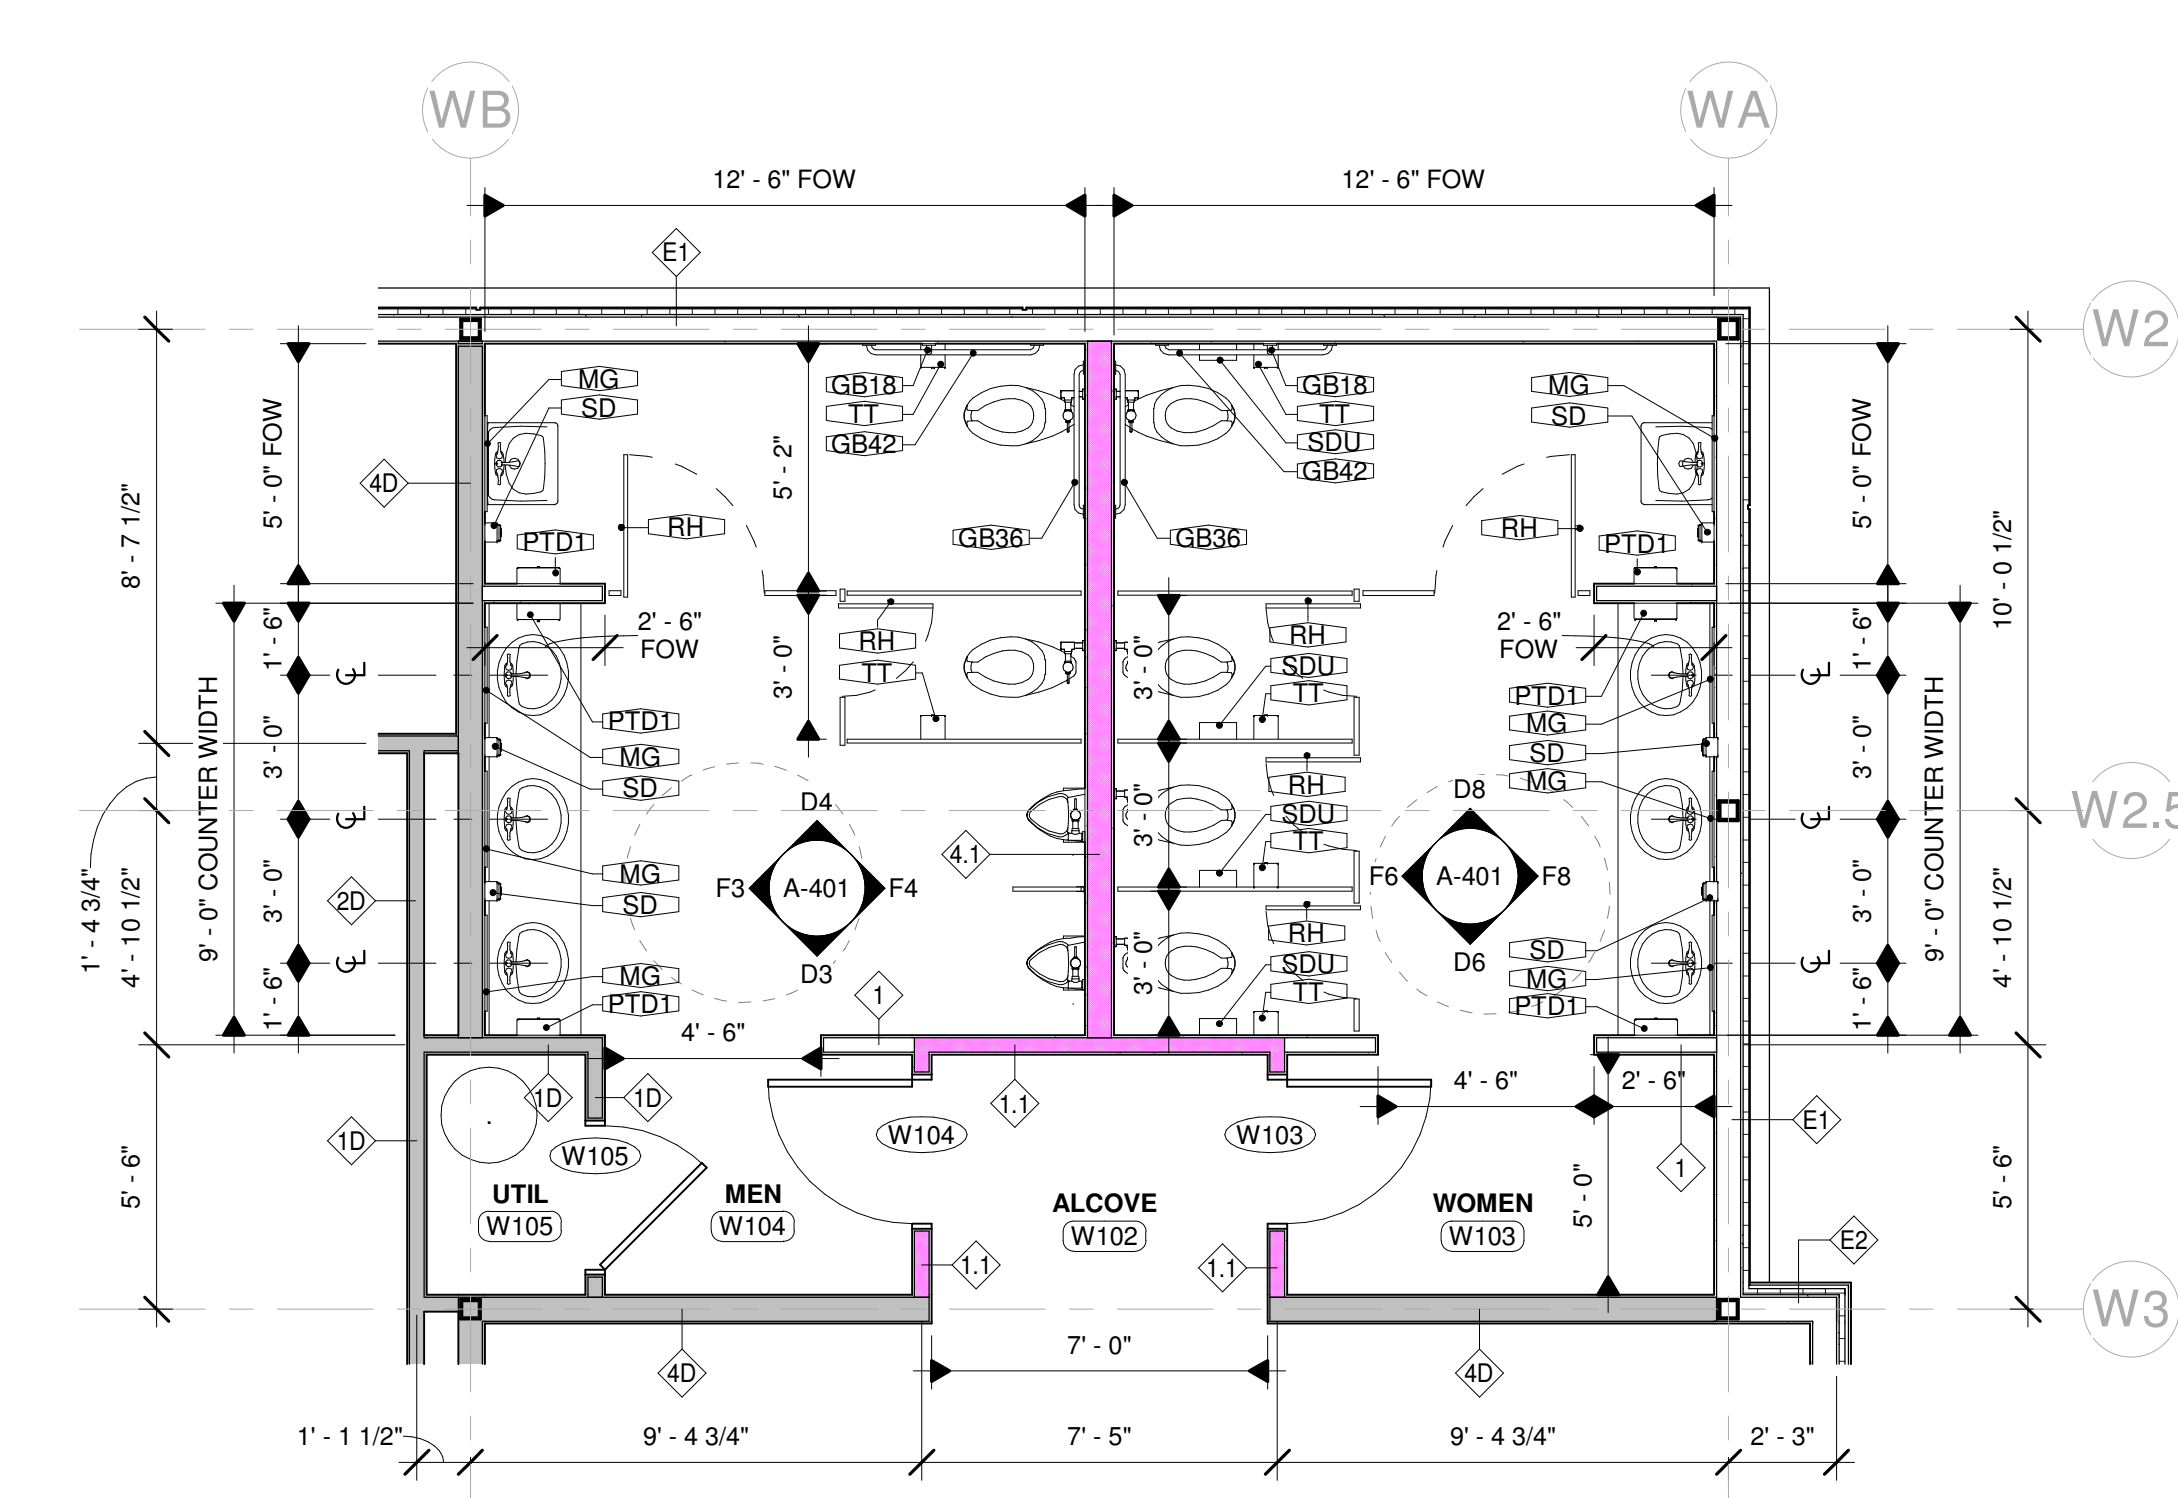 WB
WA
12' - 6" FOW
12' - 6" FOW
E1
W2
MG
SD
GB18
TT
GB42
GB18
TT
SDU
GB42
MG
SD
5' - 0" FOW
5' - 2"
5' - 0" FOW
4D
8' - 7 1/2"
10' - 0 1/2"
RH
GB36
GB36
RH
PTD1
PTD1
1' - 6"
2' - 6"
FOW
RH
TT
3' - 0"
3' - 0"
RH
SDU
TT
2' - 6"
FOW
1' - 6"
CL
CL
PTD1
MG
SD
PTD1
MG
SD
MG
9' - 0" COUNTER WIDTH
3' - 0"
3' - 0"
9' - 0" COUNTER WIDTH
RH
SDU
TT
3' - 0"
D4
D8
CL
CL
W2.5
4.1
MG
SD
F3
A-401
F4
F6
A-401
F8
1' - 4 3/4"
4' - 10 1/2"
2D
3' - 0"
3' - 0"
4' - 10 1/2"
RH
SDU
TT
3' - 0"
D3
D6
SD
MG
PTD1
CL
CL
MG
PTD1
1' - 6"
1' - 6"
1
4' - 6"
4' - 6"
2' - 6"
1D
1D
1.1
E1
1D
W104
W103
W105
1
5' - 6"
5' - 0"
5' - 6"
UTIL
W105
MEN
W104
ALCOVE
W102
WOMEN
W103
E2
1.1
1.1
W3
7' - 0"
4D
4D
1' - 1 1/2"
9' - 4 3/4"
7' - 5"
9' - 4 3/4"
2' - 3"